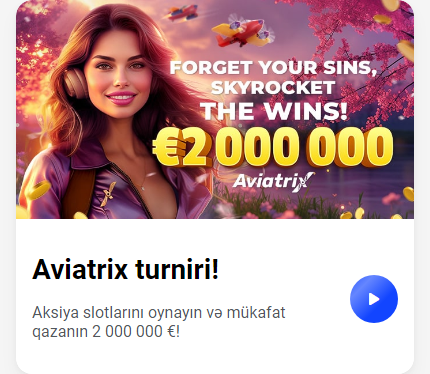 FORGET YOUR SINS,
SKYROCKET
THE WINS!
€2 000 000
Aviatrix
Aviatrix turniri!
Aksiya slotlarını oynayın və mükafat
qazanın 2 000 000 €!